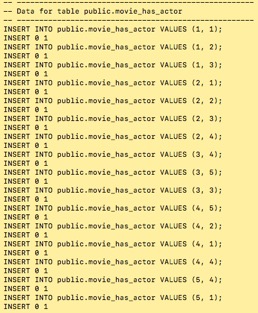 -- ----------------------------------------------------
-- Data for table public.movie_has_actor
-- ----------------------------------------------------
INSERT INTO public.movie_has_actor VALUES (1, 1);
INSERT 0 1
INSERT INTO public.movie_has_actor VALUES (1, 2);
INSERT 0 1
INSERT INTO public.movie_has_actor VALUES (1, 3);
INSERT 0 1
INSERT INTO public.movie_has_actor VALUES (2, 1);
INSERT 0 1
INSERT INTO public.movie_has_actor VALUES (2, 2);
INSERT 0 1
INSERT INTO public.movie_has_actor VALUES (2, 3);
INSERT 0 1
INSERT INTO public.movie_has_actor VALUES (2, 4);
INSERT 0 1
INSERT INTO public.movie_has_actor VALUES (3, 4);
INSERT 0 1
INSERT INTO public.movie_has_actor VALUES (3, 5);
INSERT 0 1
INSERT INTO public.movie_has_actor VALUES (3, 3);
INSERT 0 1
INSERT INTO public.movie_has_actor VALUES (4, 5);
INSERT 0 1
INSERT INTO public.movie_has_actor VALUES (4, 2);
INSERT 0 1
INSERT INTO public.movie_has_actor VALUES (4, 1);
INSERT 0 1
INSERT INTO public.movie_has_actor VALUES (4, 4);
INSERT 0 1
INSERT INTO public.movie_has_actor VALUES (5, 4);
INSERT 0 1
INSERT INTO public.movie_has_actor VALUES (5, 1);
INSERT 0 1